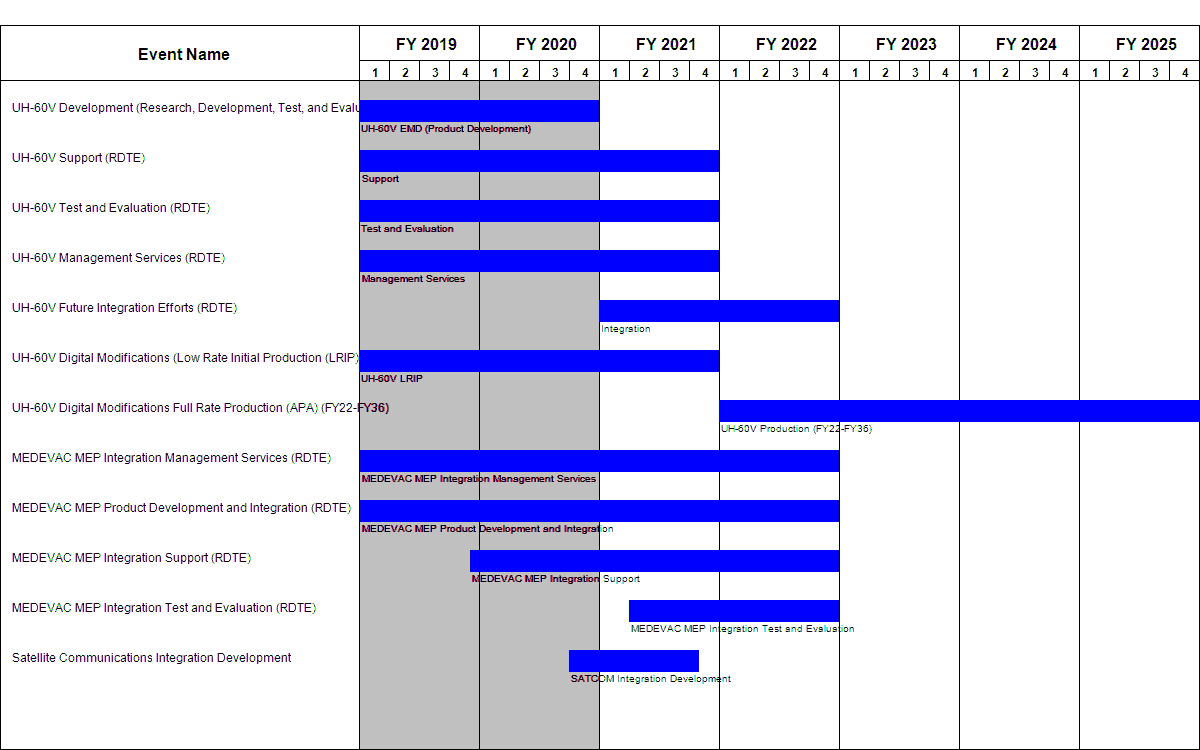 Event Name
FY 2019 FY 2020 FY 2021 FY 2022 FY 2023 FY 2024 FY 2025
1 2 3 4 1 2 3 4 1 2 3 4 1 2 3 4 1 2 3 4 1 2 3 4 1 2 3 4
UH-60V Development (Research, Development, Test, and Evalu
UH-60V EMD (Product Development)
UH-60V Support (RDTE)
Support
UH-60V Test and Evaluation (RDTE)
Test and Evaluation
UH-60V Management Services (RDTE)
Management Services
UH-60V Future Integration Efforts (RDTE)
Integration
UH-60V Digital Modifications (Low Rate Initial Production (LRIP)
UH-60V LRIP
UH-60V Digital Modifications Full Rate Production (APA) (FY22-FY36)
UH-60V Production (FY22-FY36)
MEDEVAC MEP Integration Management Services (RDTE)
MEDEVAC MEP Integration Management Services
MEDEVAC MEP Product Development and Integration (RDTE)
MEDEVAC MEP Product Development and Integration
MEDEVAC MEP Integration Support (RDTE)
MEDEVAC MEP Integration Support
MEDEVAC MEP Integration Test and Evaluation (RDTE)
MEDEVAC MEP Integration Test and Evaluation
Satellite Communications Integration Development
SATCOM Integration Development